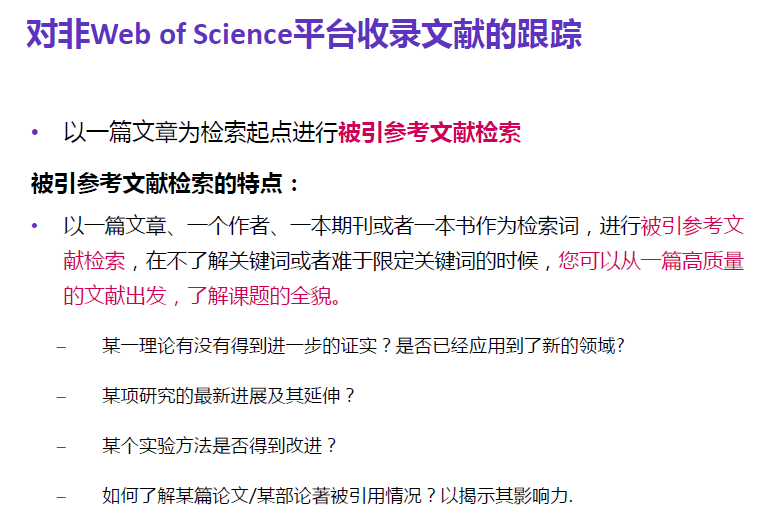 对非Web of Science平台收录文献的跟踪
• 以一篇文章为检索起点进行被引参考文献检索
被引参考文献检索的特点：
• 以一篇文章、一个作者、一本期刊或者一本书作为检索词，进行被引参考文
献检索，在不了解关键词或者难于限定关键词的时候，您可以从一篇高质量
的文献出发，了解课题的全貌。
– 某一理论有没有得到进一步的证实？是否已经应用到了新的领域?
– 某项研究的最新进展及其延伸？
– 某个实验方法是否得到改进？
– 如何了解某篇论文/某部论著被引用情况？以揭示其影响力.